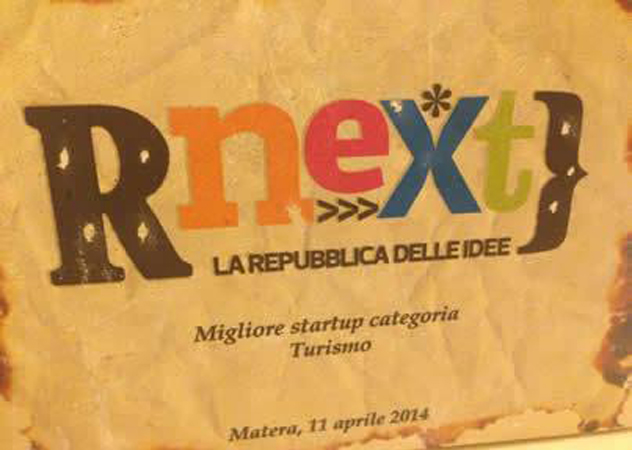 Rnext}
>>>
LA REPUBBLICA DELLE IDEE
Migliore startup categoria
Turismo
Matera, 11 aprile 2014